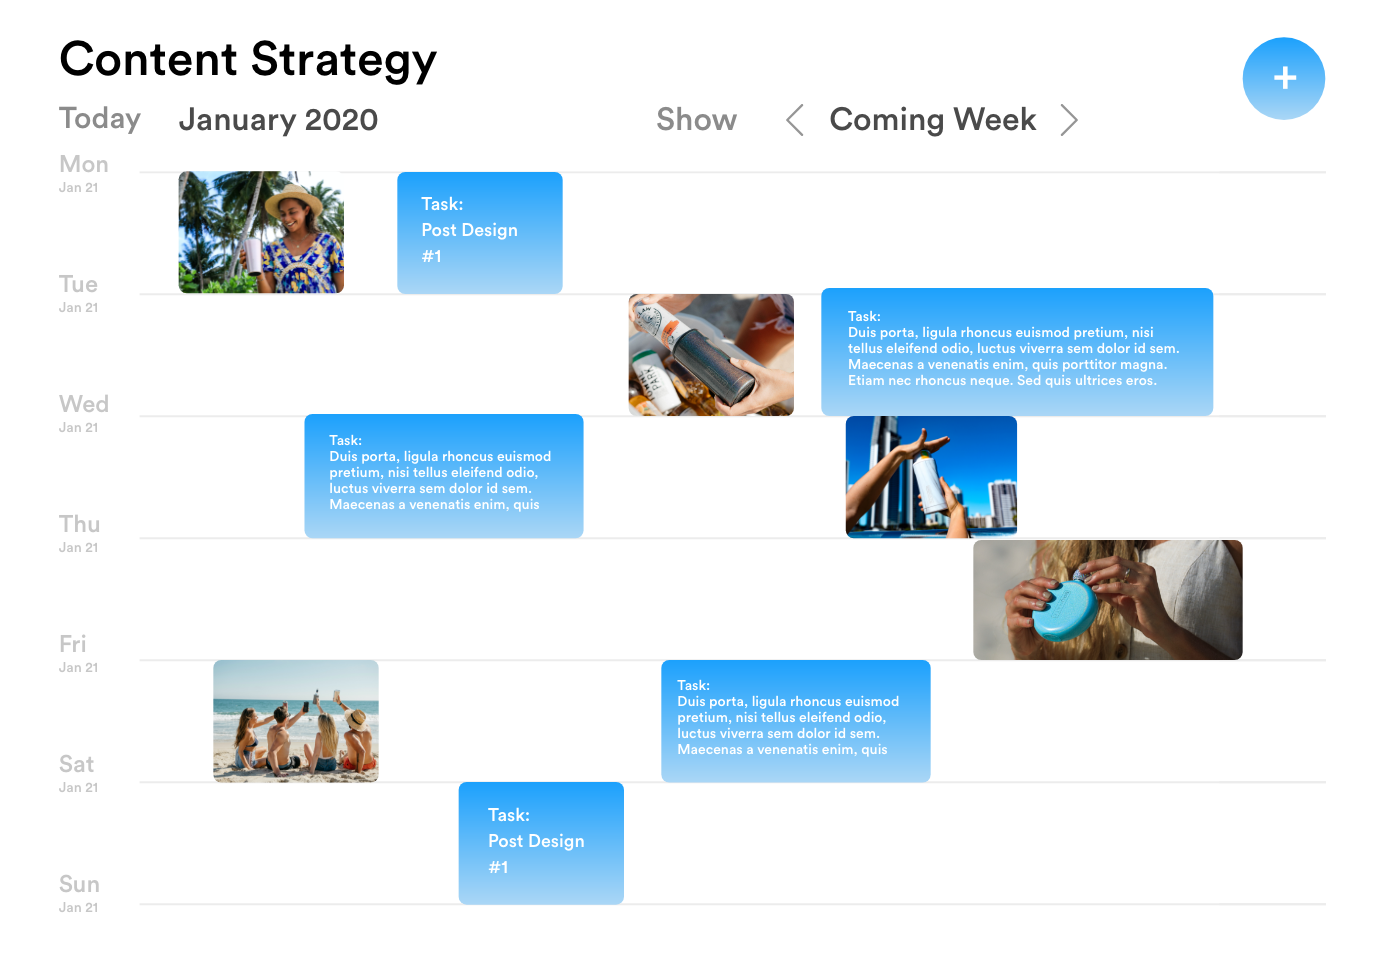 Content Strategy
+
Today January 2020 Show Coming Week
Mon
Jan 21
Task:
Post Design
#1
Tue
Jan 21
CLAW
PAMPA
Task:
Duis porta, ligula rhoncus euismod pretium, nisi
tellus eleifend odio, luctus viverra sem dolor id sem.
Maecenas a venenatis enim, quis porttitor magna.
Etiam nec rhoncus neque. Sed quis ultrices eros.
Wed
Jan 21
Task:
Duis porta, ligula rhoncus euismod
pretium, nisi tellus eleifend odio,
luctus viverra sem dolor id sem.
Maecenas a venenatis enim, quis
Thu
Jan 21
Fri
Jan 21
Task:
Duis porta, ligula rhoncus euismod
pretium, nisi tellus eleifend odio,
luctus viverra sem dolor id sem.
Maecenas a venenatis enim, quis
Sat
Jan 21
Task:
Post Design
#1
Sun
Jan 21